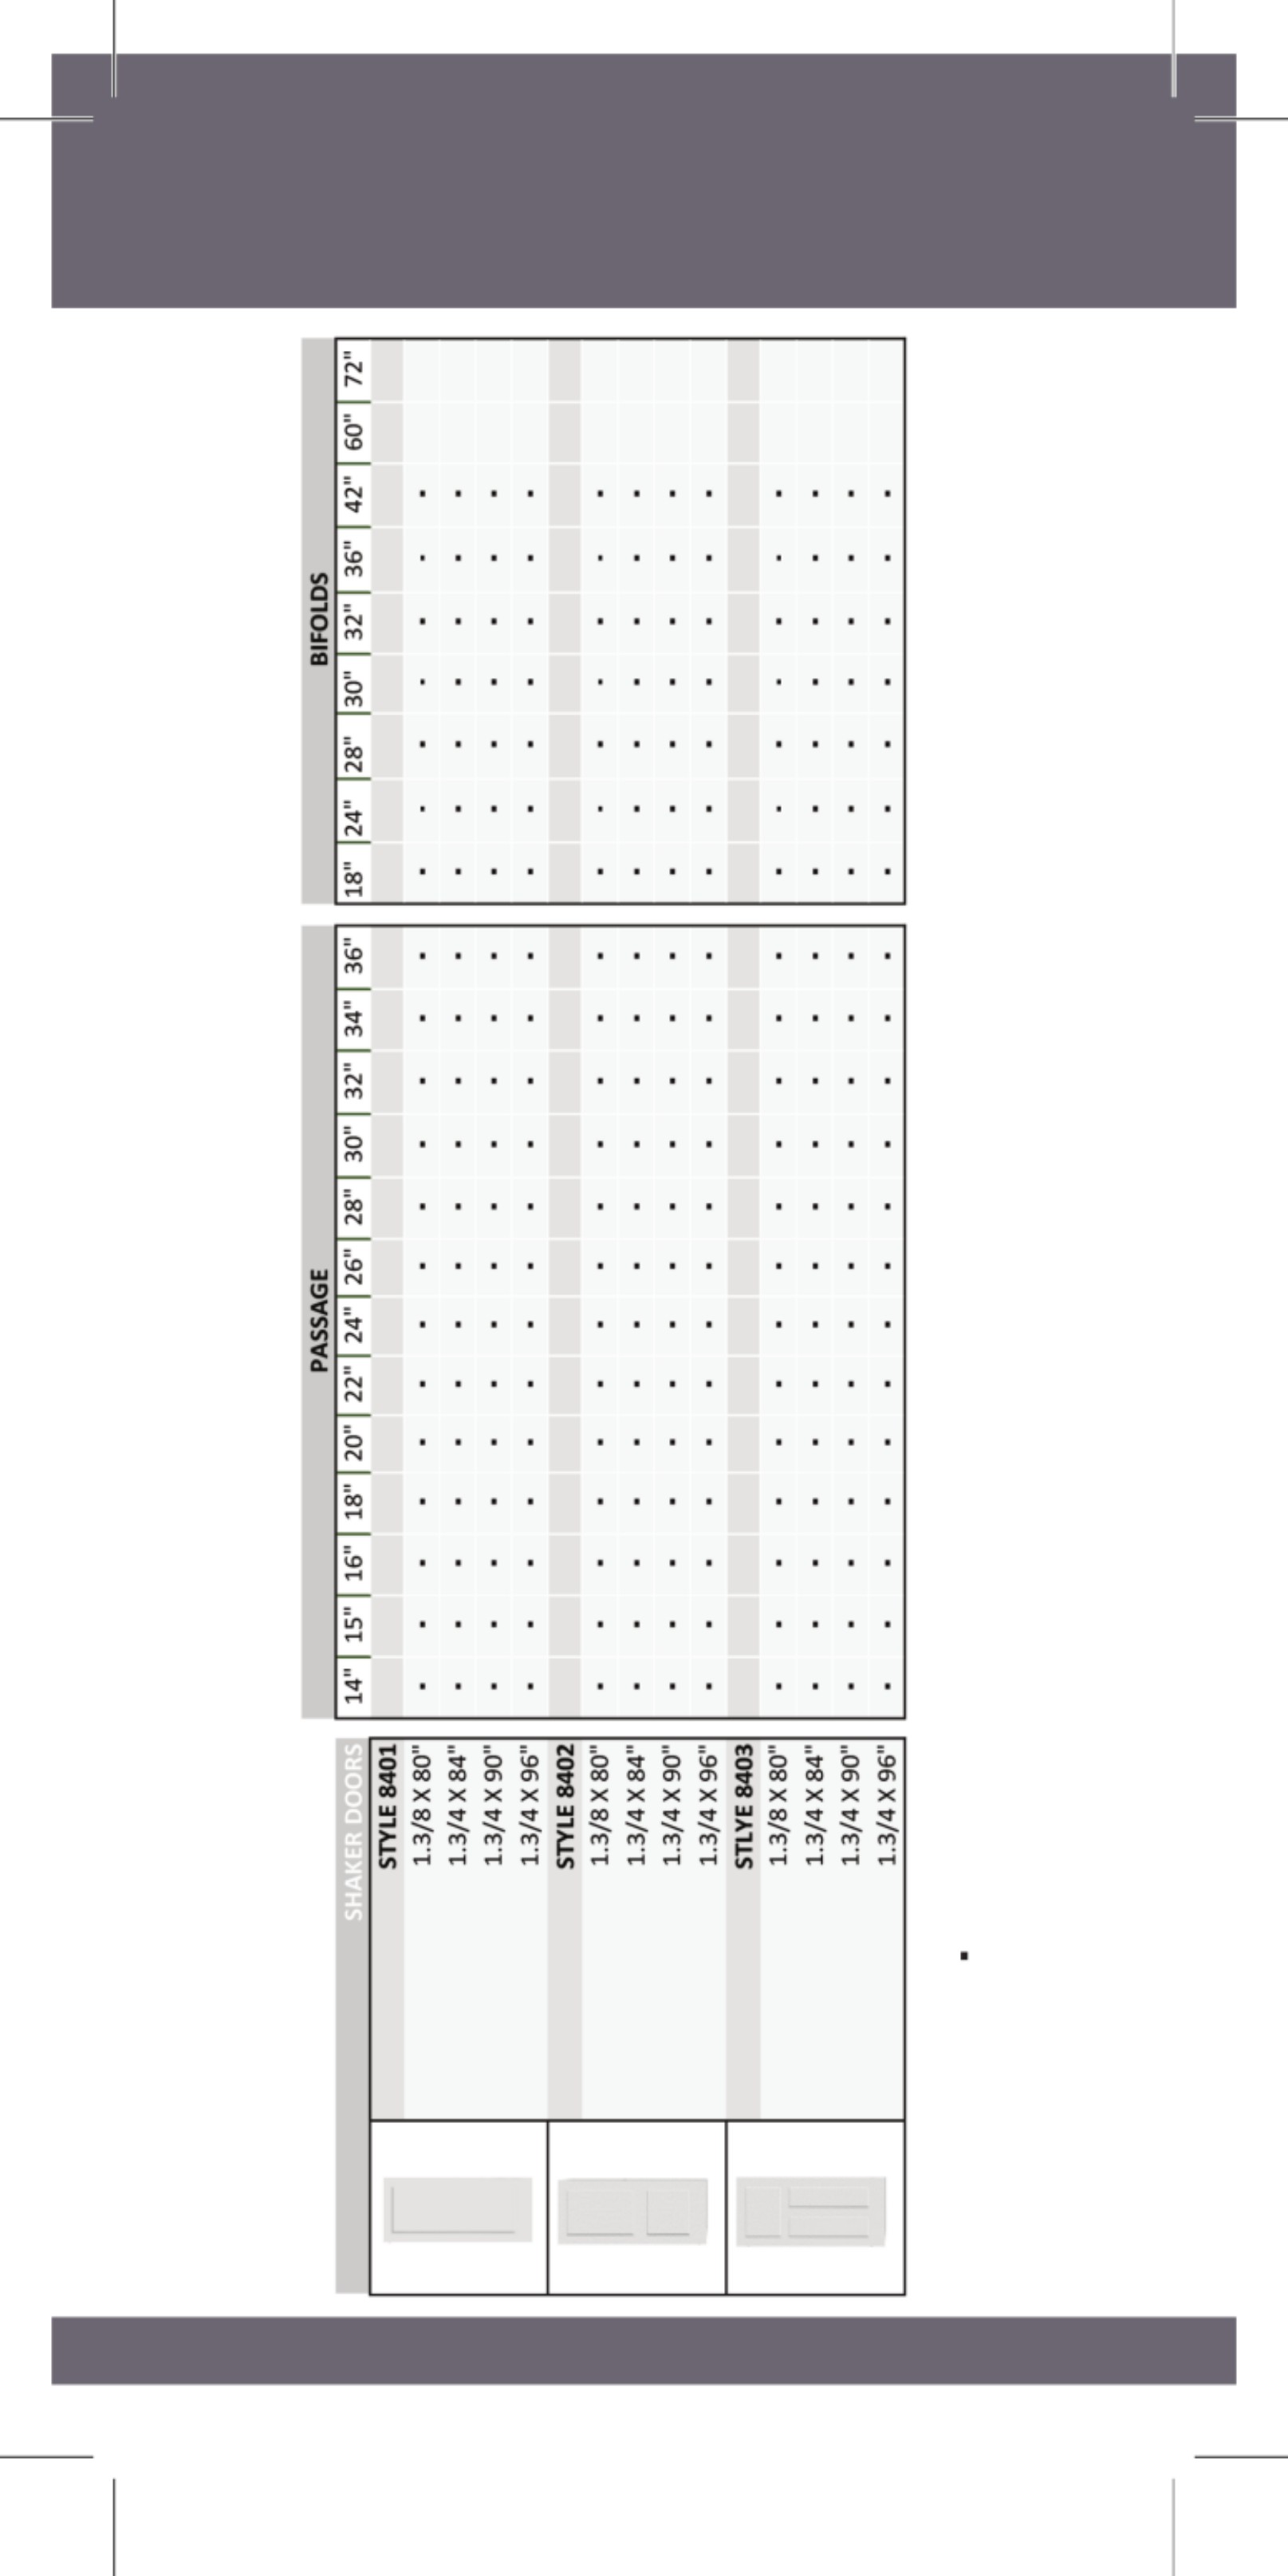 PASSAGE BIFOLDS
SHAKER DOORS 14" 15" 16" 18" 20" 22" 24" 26" 28" 30" 32" 34" 36" 18" 24" 28" 30" 32" 36" 42" 60" 72"
STYLE 8401
1.3/8 X 80" ▪ ▪ ▪ ▪ ▪ ▪ ▪ ▪ ▪ ▪ ▪ ▪ ▪ ▪ ▪ ▪ ▪ ▪ ▪ ▪
1.3/4 X 84" ▪ ▪ ▪ ▪ ▪ ▪ ▪ ▪ ▪ ▪ ▪ ▪ ▪ ▪ ▪ ▪ ▪ ▪ ▪ ▪
1.3/4 X 90" ▪ ▪ ▪ ▪ ▪ ▪ ▪ ▪ ▪ ▪ ▪ ▪ ▪ ▪ ▪ ▪ ▪ ▪ ▪ ▪
1.3/4 X 96" ▪ ▪ ▪ ▪ ▪ ▪ ▪ ▪ ▪ ▪ ▪ ▪ ▪ ▪ ▪ ▪ ▪ ▪ ▪ ▪
STYLE 8402
1.3/8 X 80" ▪ ▪ ▪ ▪ ▪ ▪ ▪ ▪ ▪ ▪ ▪ ▪ ▪ ▪ ▪ ▪ ▪ ▪ ▪ ▪
1.3/4 X 84" ▪ ▪ ▪ ▪ ▪ ▪ ▪ ▪ ▪ ▪ ▪ ▪ ▪ ▪ ▪ ▪ ▪ ▪ ▪ ▪
1.3/4 X 90" ▪ ▪ ▪ ▪ ▪ ▪ ▪ ▪ ▪ ▪ ▪ ▪ ▪ ▪ ▪ ▪ ▪ ▪ ▪ ▪
1.3/4 X 96" ▪ ▪ ▪ ▪ ▪ ▪ ▪ ▪ ▪ ▪ ▪ ▪ ▪ ▪ ▪ ▪ ▪ ▪ ▪ ▪
STLYE 8403
1.3/8 X 80" ▪ ▪ ▪ ▪ ▪ ▪ ▪ ▪ ▪ ▪ ▪ ▪ ▪ ▪ ▪ ▪ ▪ ▪ ▪ ▪
1.3/4 X 84" ▪ ▪ ▪ ▪ ▪ ▪ ▪ ▪ ▪ ▪ ▪ ▪ ▪ ▪ ▪ ▪ ▪ ▪ ▪ ▪
1.3/4 X 90" ▪ ▪ ▪ ▪ ▪ ▪ ▪ ▪ ▪ ▪ ▪ ▪ ▪ ▪ ▪ ▪ ▪ ▪ ▪ ▪
1.3/4 X 96" ▪ ▪ ▪ ▪ ▪ ▪ ▪ ▪ ▪ ▪ ▪ ▪ ▪ ▪ ▪ ▪ ▪ ▪ ▪ ▪
▪